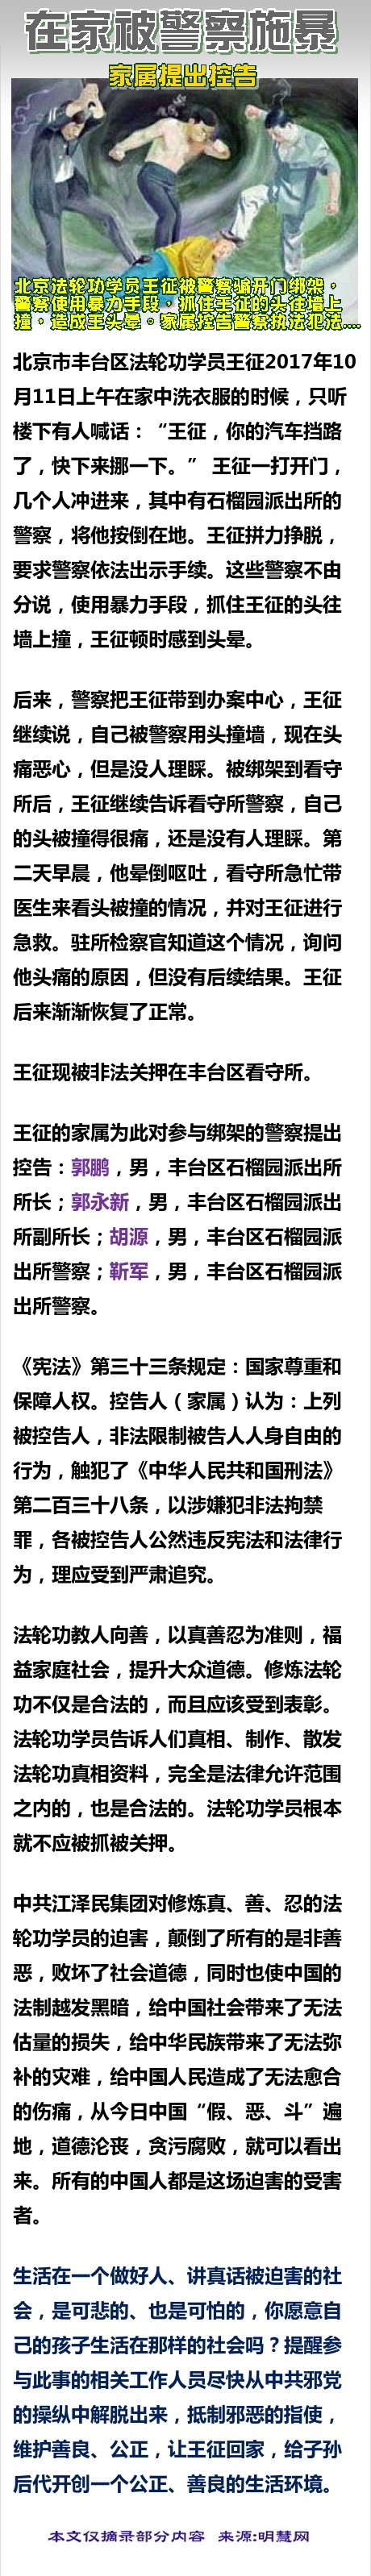 在家被警察施暴
家属提出控告
北京法轮功学员王征被警察骗开门绑架，
警察使用暴力手段，抓住王征的头往墙上
撞，造成王头晕。家属控告警察执法犯法....
北京市丰台区法轮功学员王征2017年10
月11日上午在家中洗衣服的时候，只听
楼下有人喊话：“王征，你的汽车挡路
了，快下来挪一下。” 王征一打开门，
几个人冲进来，其中有石榴园派出所的
警察，将他按倒在地。王征拼力挣脱，
要求警察依法出示手续。这些警察不由
分说，使用暴力手段，抓住王征的头往
墙上撞，王征顿时感到头晕。
后来，警察把王征带到办案中心，王征
继续说，自己被警察用头撞墙，现在头
痛恶心，但是没人理睬。被绑架到看守
所后，王征继续告诉看守所警察，自己
的头被撞得很痛，还是没有人理睬。第
二天早晨，他晕倒呕吐，看守所急忙带
医生来看头被撞的情况，并对王征进行
急救。驻所检察官知道这个情况，询问
他头痛的原因，但没有后续结果。王征
后来渐渐恢复了正常。
王征现被非法关押在丰台区看守所。
王征的家属为此对参与绑架的警察提出
控告：郭鹏，男，丰台区石榴园派出所
所长；郭永新，男，丰台区石榴园派出
所副所长；胡源，男，丰台区石榴园派
出所警察；靳军，男，丰台区石榴园派
出所警察。
《宪法》第三十三条规定：国家尊重和
保障人权。控告人（家属）认为：上列
被控告人，非法限制被告人人身自由的
行为，触犯了《中华人民共和国刑法》
第二百三十八条，以涉嫌犯非法拘禁
罪，各被控告人公然违反宪法和法律行
为，理应受到严肃追究。
法轮功教人向善，以真善忍为准则，福
益家庭社会，提升大众道德。修炼法轮
功不仅是合法的，而且应该受到表彰。
法轮功学员告诉人们真相、制作、散发
法轮功真相资料，完全是法律允许范围
之内的，也是合法的。法轮功学员根本
就不应被抓被关押。
中共江泽民集团对修炼真、善、忍的法
轮功学员的迫害，颠倒了所有的是非善
恶，败坏了社会道德，同时也使中国的
法制越发黑暗，给中国社会带来了无法
估量的损失，给中华民族带来了无法弥
补的灾难，给中国人民造成了无法愈合
的伤痛，从今日中国“假、恶、斗”遍
地，道德沦丧，贪污腐败，就可以看出
来。所有的中国人都是这场迫害的受害
者。
生活在一个做好人、讲真话被迫害的社
会，是可悲的、也是可怕的，你愿意自
己的孩子生活在那样的社会吗？提醒参
与此事的相关工作人员尽快从中共邪党
的操纵中解脱出来，抵制邪恶的指使，
维护善良、公正，让王征回家，给子孙
后代开创一个公正、善良的生活环境。
本文仅摘录部分内容 来源:明慧网